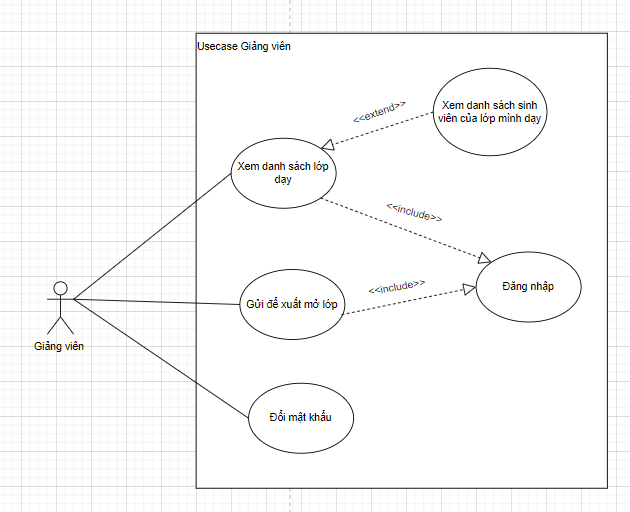 Usecase Giảng viên
Xem danh sách sinh
viên của lớp mình dạy
<<extend>>
Xem danh sách lớp
dạy
<<include>>
Đăng nhập
<<include>>
Gửi đề xuất mở lớp
Giảng viên
Đổi mật khẩu